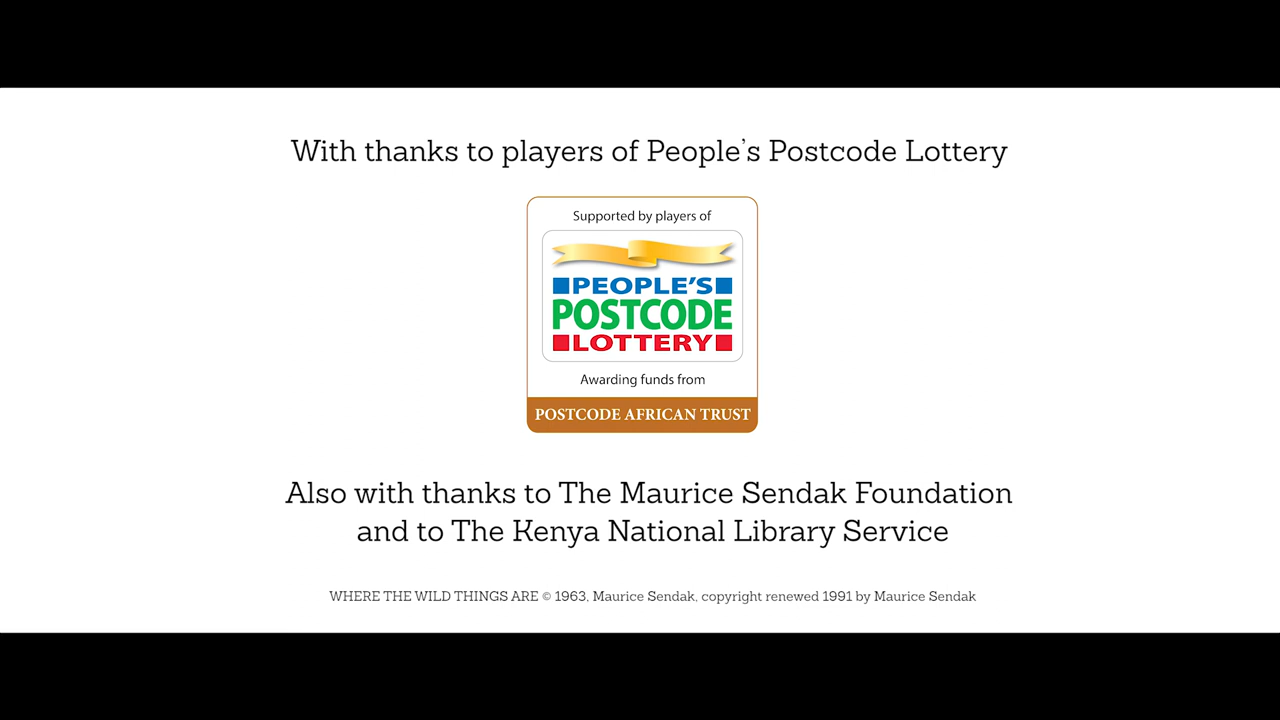 With thanks to players of People's Postcode Lottery
Supported by players of
PEOPLE'S
POSTCODE
LOTTERY
Awarding funds from
POSTCODE AFRICAN TRUST
Also with thanks to The Maurice Sendak Foundation
and to The Kenya National Library Service
WHERE THE WILD THINGS ARE © 1963, Maurice Sendak, copyright renewed 1991 by Maurice Sendak